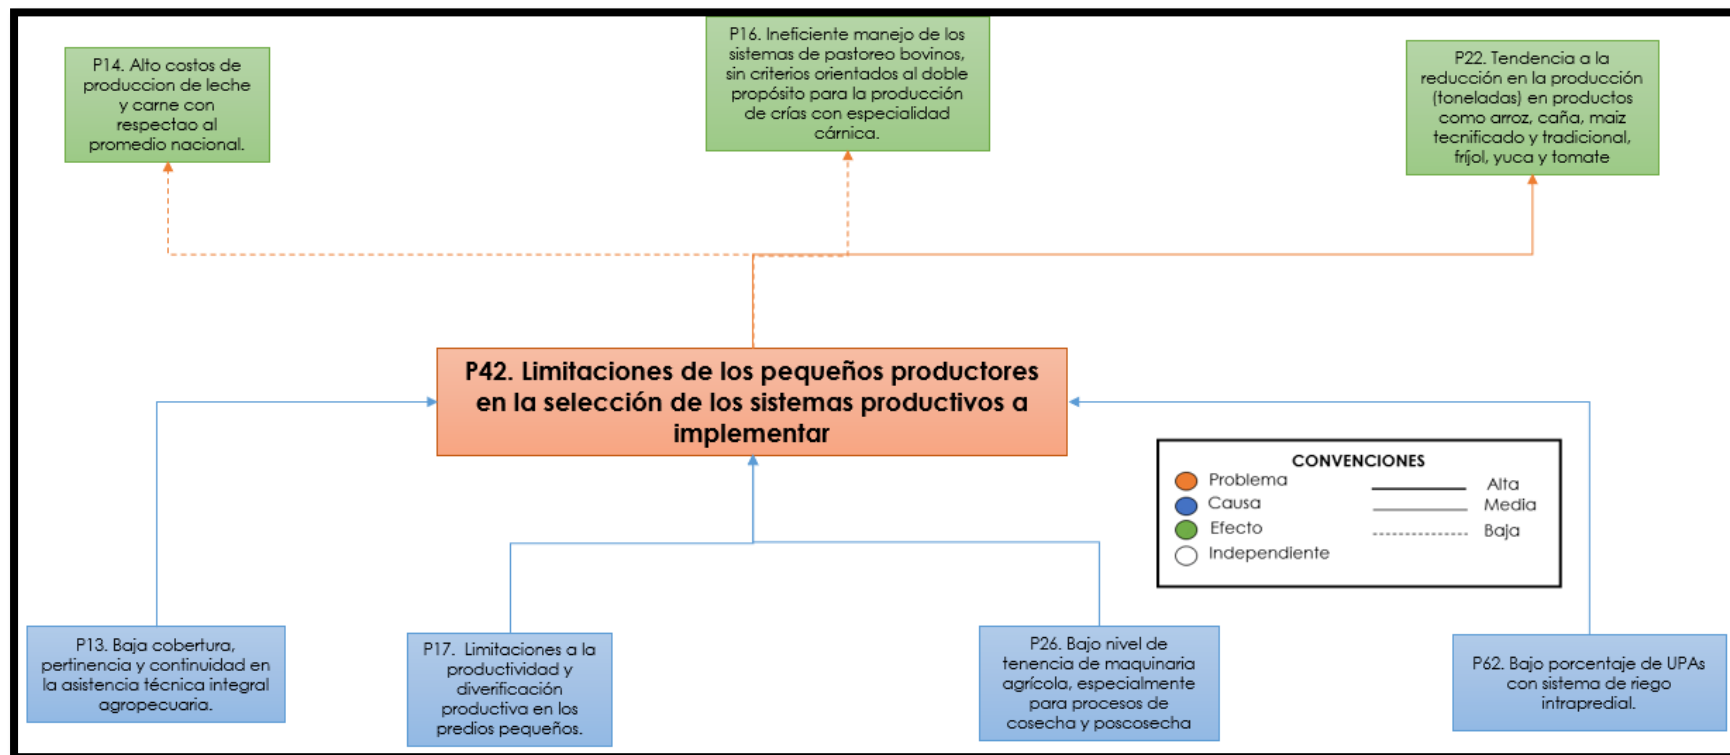 P14. Alto costos de
produccion de leche
y carne con
respectao al
promedio nacional.
P16. Ineficiente manejo de los
sistemas de pastoreo bovinos,
sin criterios orientados al doble
propósito para la producción
de crías con especialidad
cárnica.
P22. Tendencia a la
reducción en la producción
(toneladas) en productos
como arroz, caña, maiz
tecnificado y tradicional,
fríjol, yuca y tomate
P42. Limitaciones de los pequeños productores
en la selección de los sistemas productivos a
implementar
CONVENCIONES
Problema
Causa
Efecto
Independiente
Alta
Media
Baja
P13. Baja cobertura,
pertinencia y continuidad en
la asistencia técnica integral
agropecuaria.
P17. Limitaciones a la
productividad y
diverificación
productiva en los
predios pequeños.
P26. Bajo nivel de
tenencia de maquinaria
agrícola, especialmente
para procesos de
cosecha y poscosecha
P62. Bajo porcentaje de UPAs
con sistema de riego
intrapredial.